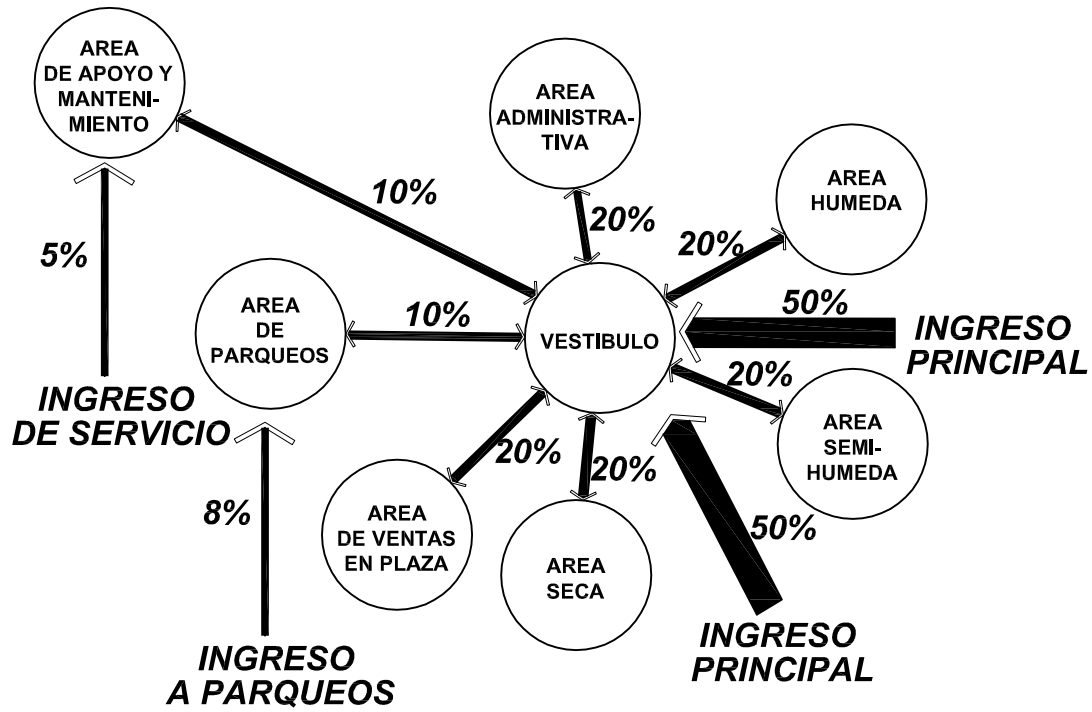 AREA
DE APOYO Y
MANTENI-
MIENTO
AREA
ADMINISTRA-
TIVA
AREA
HUMEDA
10%
20%
20%
5%
50%
AREA
DE
PARQUEOS
10%
VESTIBULO
INGRESO
PRINCIPAL
20%
INGRESO
DE SERVICIO
AREA
SEMI-
HUMEDA
20%
20%
8%
AREA
DE VENTAS
EN PLAZA
50%
AREA
SECA
INGRESO
PRINCIPAL
INGRESO
A PARQUEOS